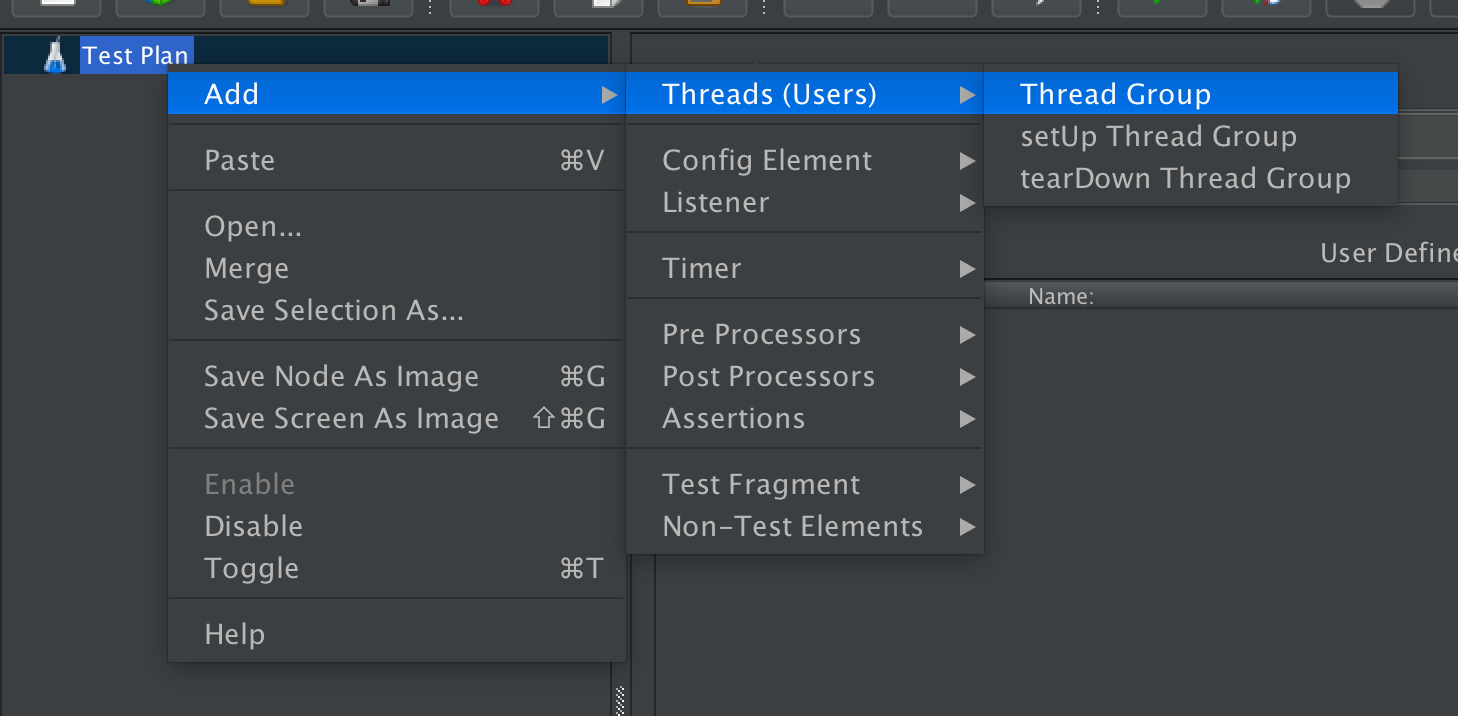 Test Plan
Add
Paste ⌘V
Open...
Merge
Save Selection As...
Save Node As Image ⌘G
Save Screen As Image ⇧⌘G
Enable
Disable
Toggle ⌘T
Help
Threads (Users)
Config Element
Listener
Timer
Pre Processors
Post Processors
Assertions
Test Fragment
Non-Test Elements
Thread Group
setUp Thread Group
tearDown Thread Group
User Define
Name: